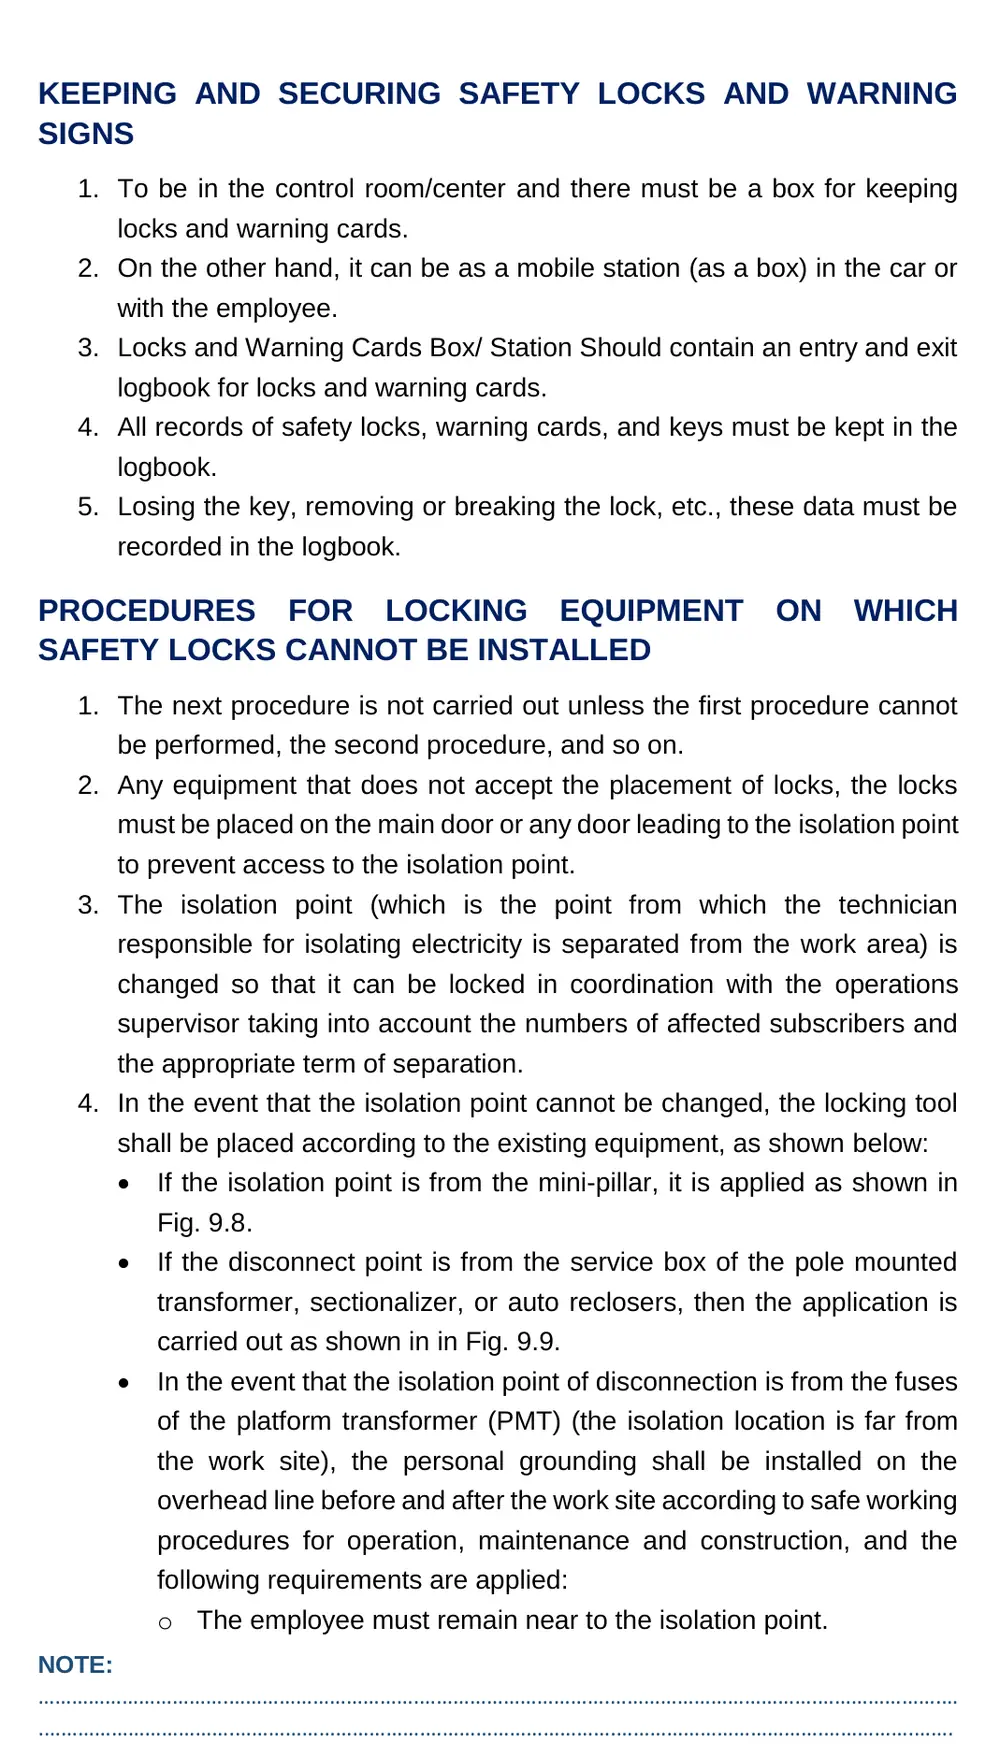 KEEPING AND SECURING SAFETY LOCKS AND WARNING
SIGNS
1. To be in the control room/center and there must be a box for keeping
locks and warning cards.
2. On the other hand, it can be as a mobile station (as a box) in the car or
with the employee.
3. Locks and Warning Cards Box/ Station Should contain an entry and exit
logbook for locks and warning cards.
4. All records of safety locks, warning cards, and keys must be kept in the
logbook.
5. Losing the key, removing or breaking the lock, etc., these data must be
recorded in the logbook.
PROCEDURES FOR LOCKING EQUIPMENT ON WHICH
SAFETY LOCKS CANNOT BE INSTALLED
1. The next procedure is not carried out unless the first procedure cannot
be performed, the second procedure, and so on.
2. Any equipment that does not accept the placement of locks, the locks
must be placed on the main door or any door leading to the isolation point
to prevent access to the isolation point.
3. The isolation point (which is the point from which the technician
responsible for isolating electricity is separated from the work area) is
changed so that it can be locked in coordination with the operations
supervisor taking into account the numbers of affected subscribers and
the appropriate term of separation.
4. In the event that the isolation point cannot be changed, the locking tool
shall be placed according to the existing equipment, as shown below:
• If the isolation point is from the mini-pillar, it is applied as shown in
Fig. 9.8.
• If the disconnect point is from the service box of the pole mounted
transformer, sectionalizer, or auto reclosers, then the application is
carried out as shown in in Fig. 9.9.
• In the event that the isolation point of disconnection is from the fuses
of the platform transformer (PMT) (the isolation location is far from
the work site), the personal grounding shall be installed on the
overhead line before and after the work site according to safe working
procedures for operation, maintenance and construction, and the
following requirements are applied:
o The employee must remain near to the isolation point.
NOTE: